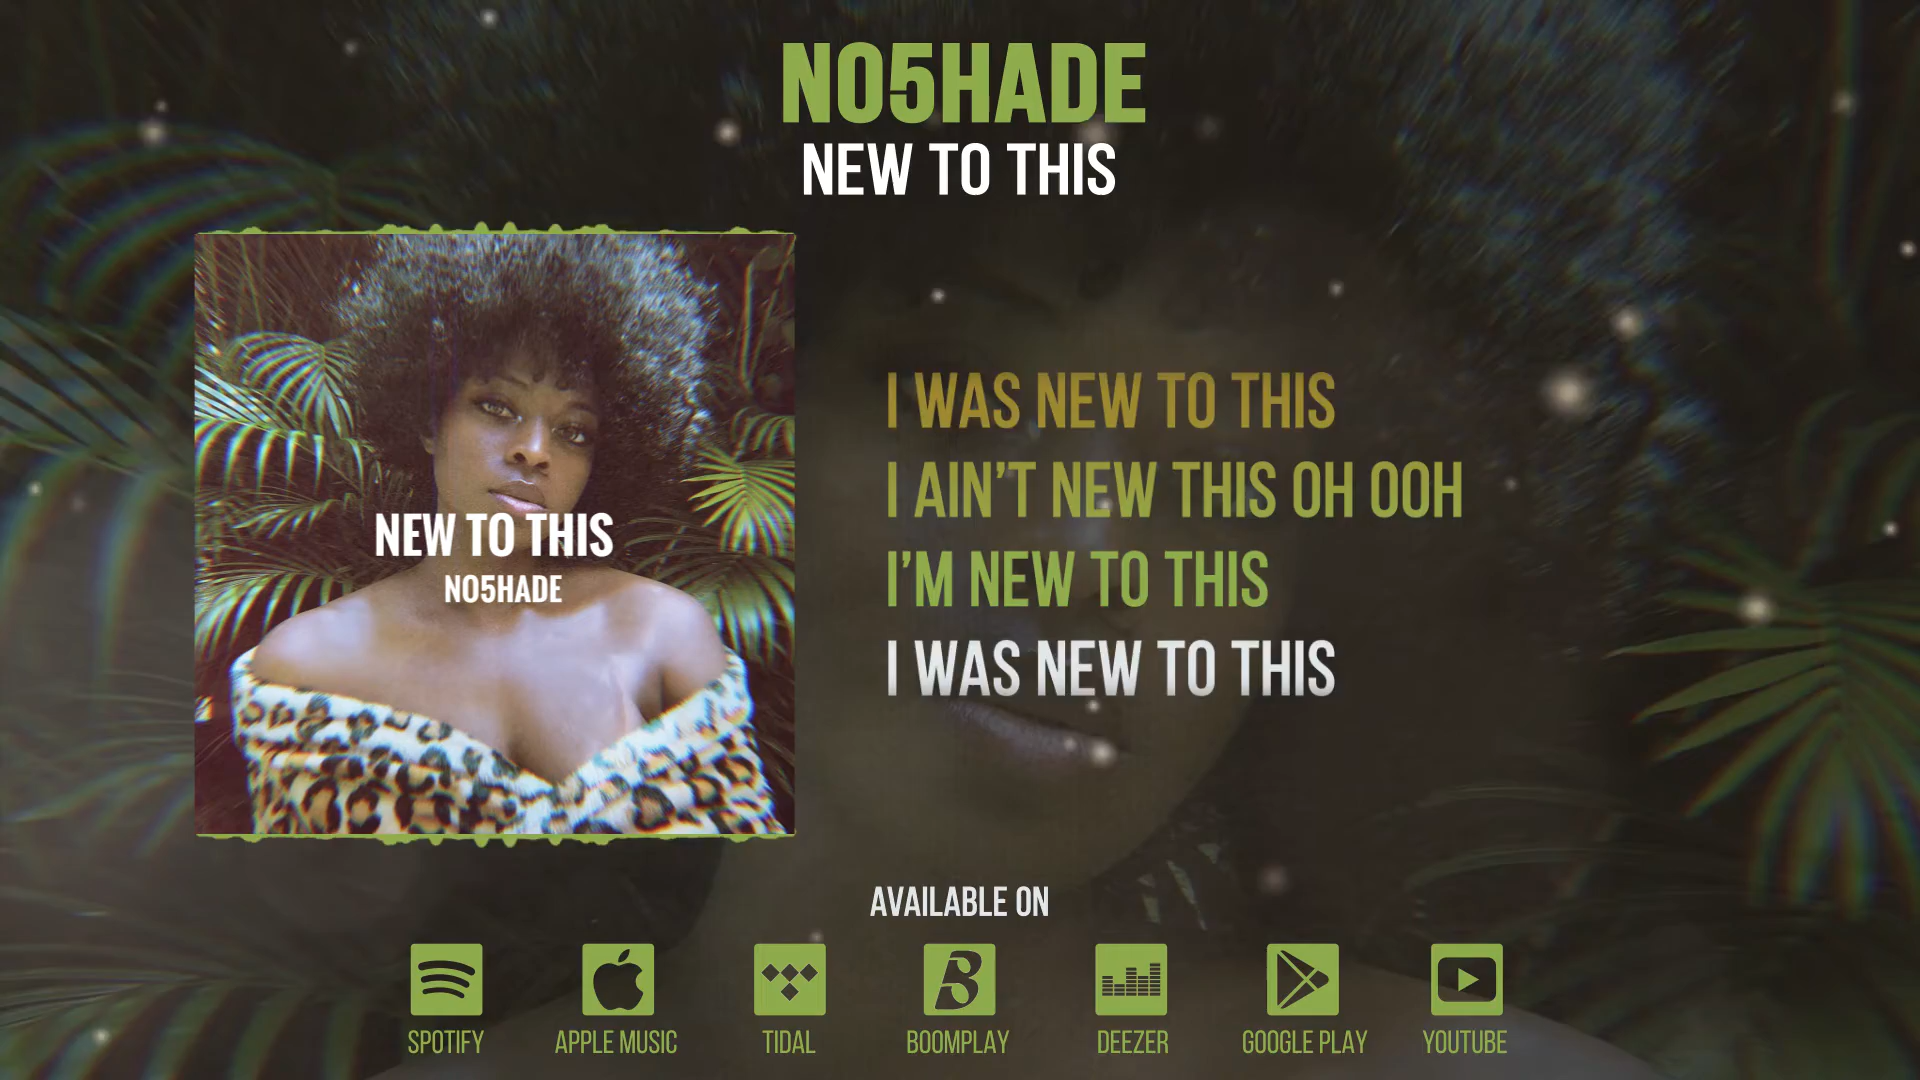 NO5HADE
NEW TO THIS
NEW TO THIS
NO5HADE
I WAS NEW TO THIS
I AIN'T NEW THIS OH OOH
I'M NEW TO THIS
I WAS NEW TO THIS
AVAILABLE ON
SPOTIFY
APPLE MUSIC
TIDAL
BOOMPLAY
DEEZER
GOOGLE PLAY
YOUTUBE